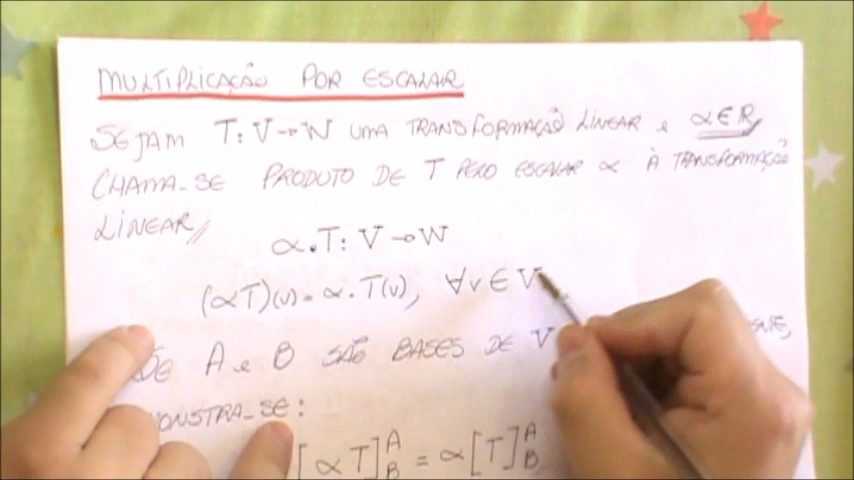 MULTIPLICAÇÃO POR ESCALAR
SEJAM T: V→W UMA TRANSFORMAÇÃO LINEAR e α∈R,
CHAMA-SE PRODUTO DE T PELO ESCALAR α À TRANSFORMAÇÃO
LINEAR,
α.T: V→W
(αT)(v) = α.T(v), ∀v∈V
SE A e B SÃO BASES DE V
[αT]ᴬ_B = α[T]ᴬ_B